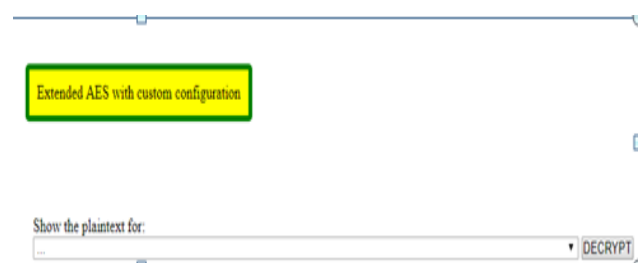 Extended AES with custom configuration
Show the plaintext for:
...
DECRYPT